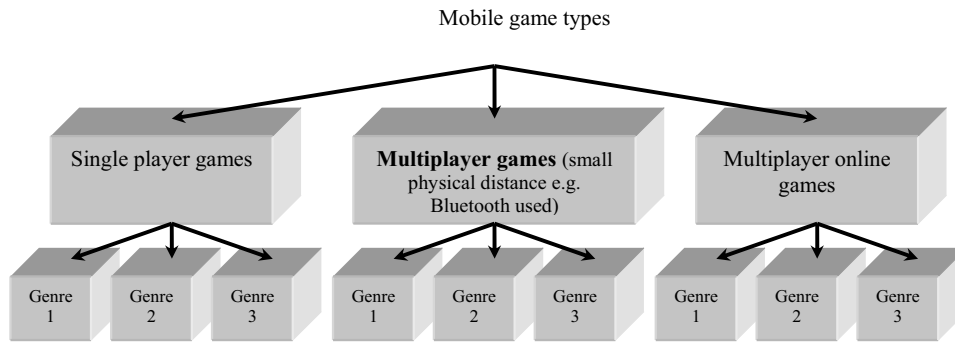 Mobile game types
Single player games
Multiplayer games (small
physical distance e.g.
Bluetooth used)
Multiplayer online
games
Genre
1
Genre
2
Genre
3
Genre
1
Genre
2
Genre
3
Genre
1
Genre
2
Genre
3